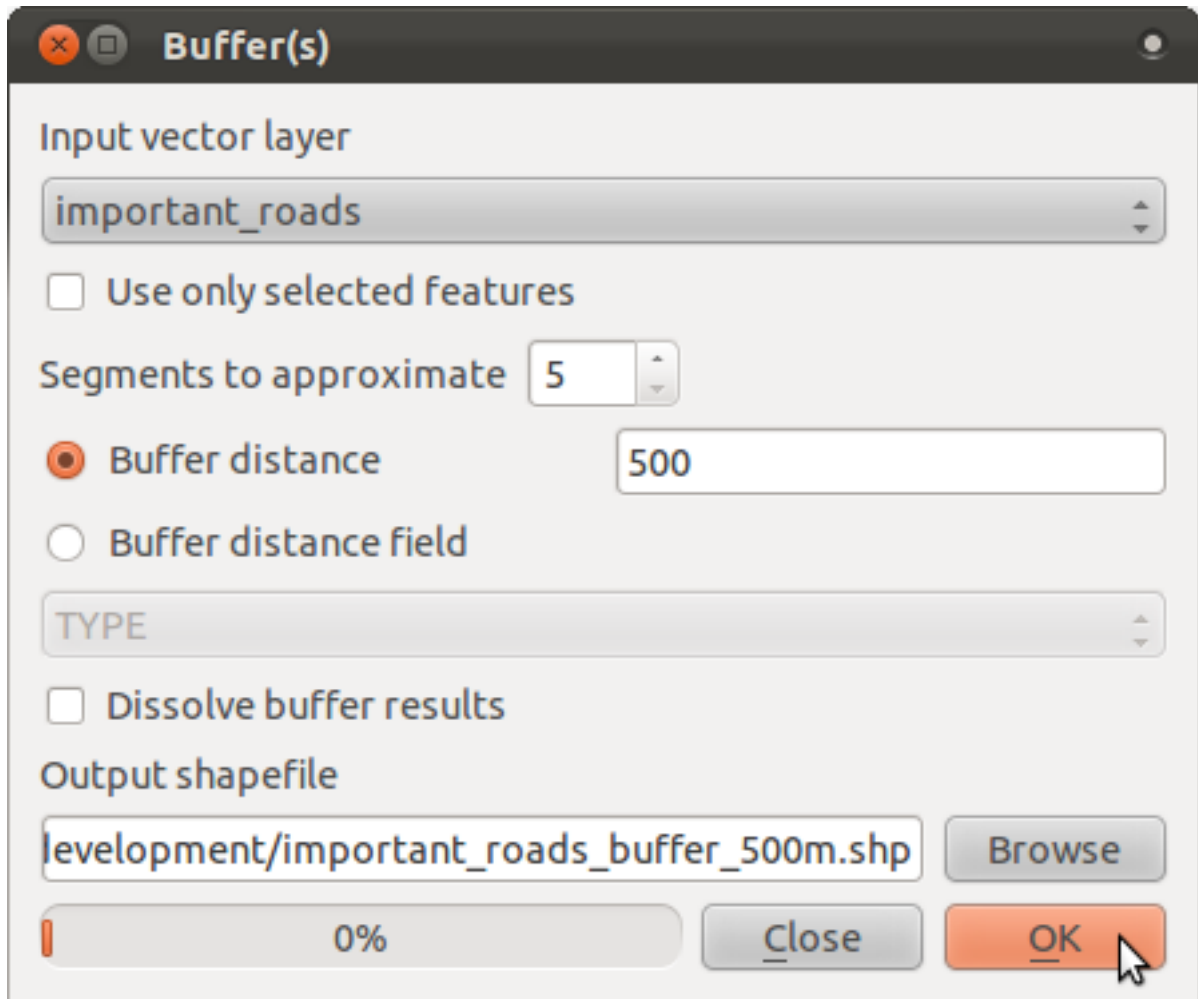 Buffer(s)
Input vector layer
important_roads
Use only selected features
Segments to approximate 5
Buffer distance 500
Buffer distance field
TYPE
Dissolve buffer results
Output shapefile
development/important_roads_buffer_500m.shp Browse
0% Close OK